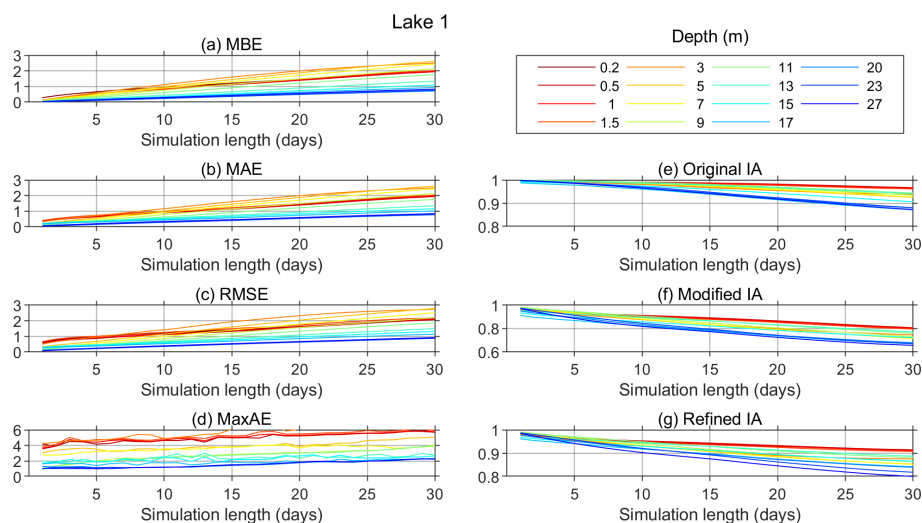 Lake 1
(a) MBE
3
2
1
0
5 10 15 20 25 30
Simulation length (days)
(b) MAE
3
2
1
0
5 10 15 20 25 30
Simulation length (days)
(c) RMSE
3
2
1
0
5 10 15 20 25 30
Simulation length (days)
(d) MaxAE
6
4
2
0
5 10 15 20 25 30
Simulation length (days)
Depth (m)
0.2 3 11 20
0.5 5 13 23
1 7 15 27
1.5 9 17
(e) Original IA
1
0.9
0.8
5 10 15 20 25 30
Simulation length (days)
(f) Modified IA
1
0.8
0.6
5 10 15 20 25 30
Simulation length (days)
(g) Refined IA
1
0.9
0.8
5 10 15 20 25 30
Simulation length (days)